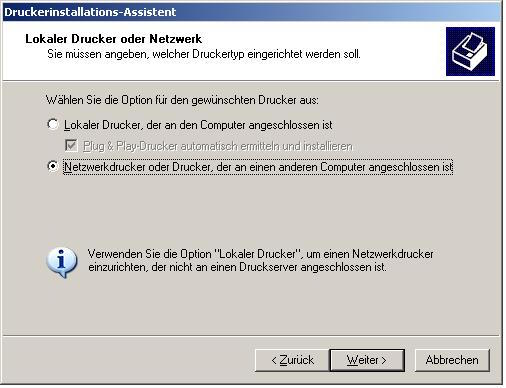 Druckerinstallations-Assistent
Lokaler Drucker oder Netzwerk
Sie müssen angeben, welcher Druckertyp eingerichtet werden soll.
Wählen Sie die Option für den gewünschten Drucker aus:
Lokaler Drucker, der an den Computer angeschlossen ist
Plug & Play-Drucker automatisch ermitteln und installieren
Netzwerkdrucker oder Drucker, der an einen anderen Computer angeschlossen ist
Verwenden Sie die Option "Lokaler Drucker", um einen Netzwerkdrucker
einzurichten, der nicht an einen Druckserver angeschlossen ist.
< Zurück Weiter > Abbrechen